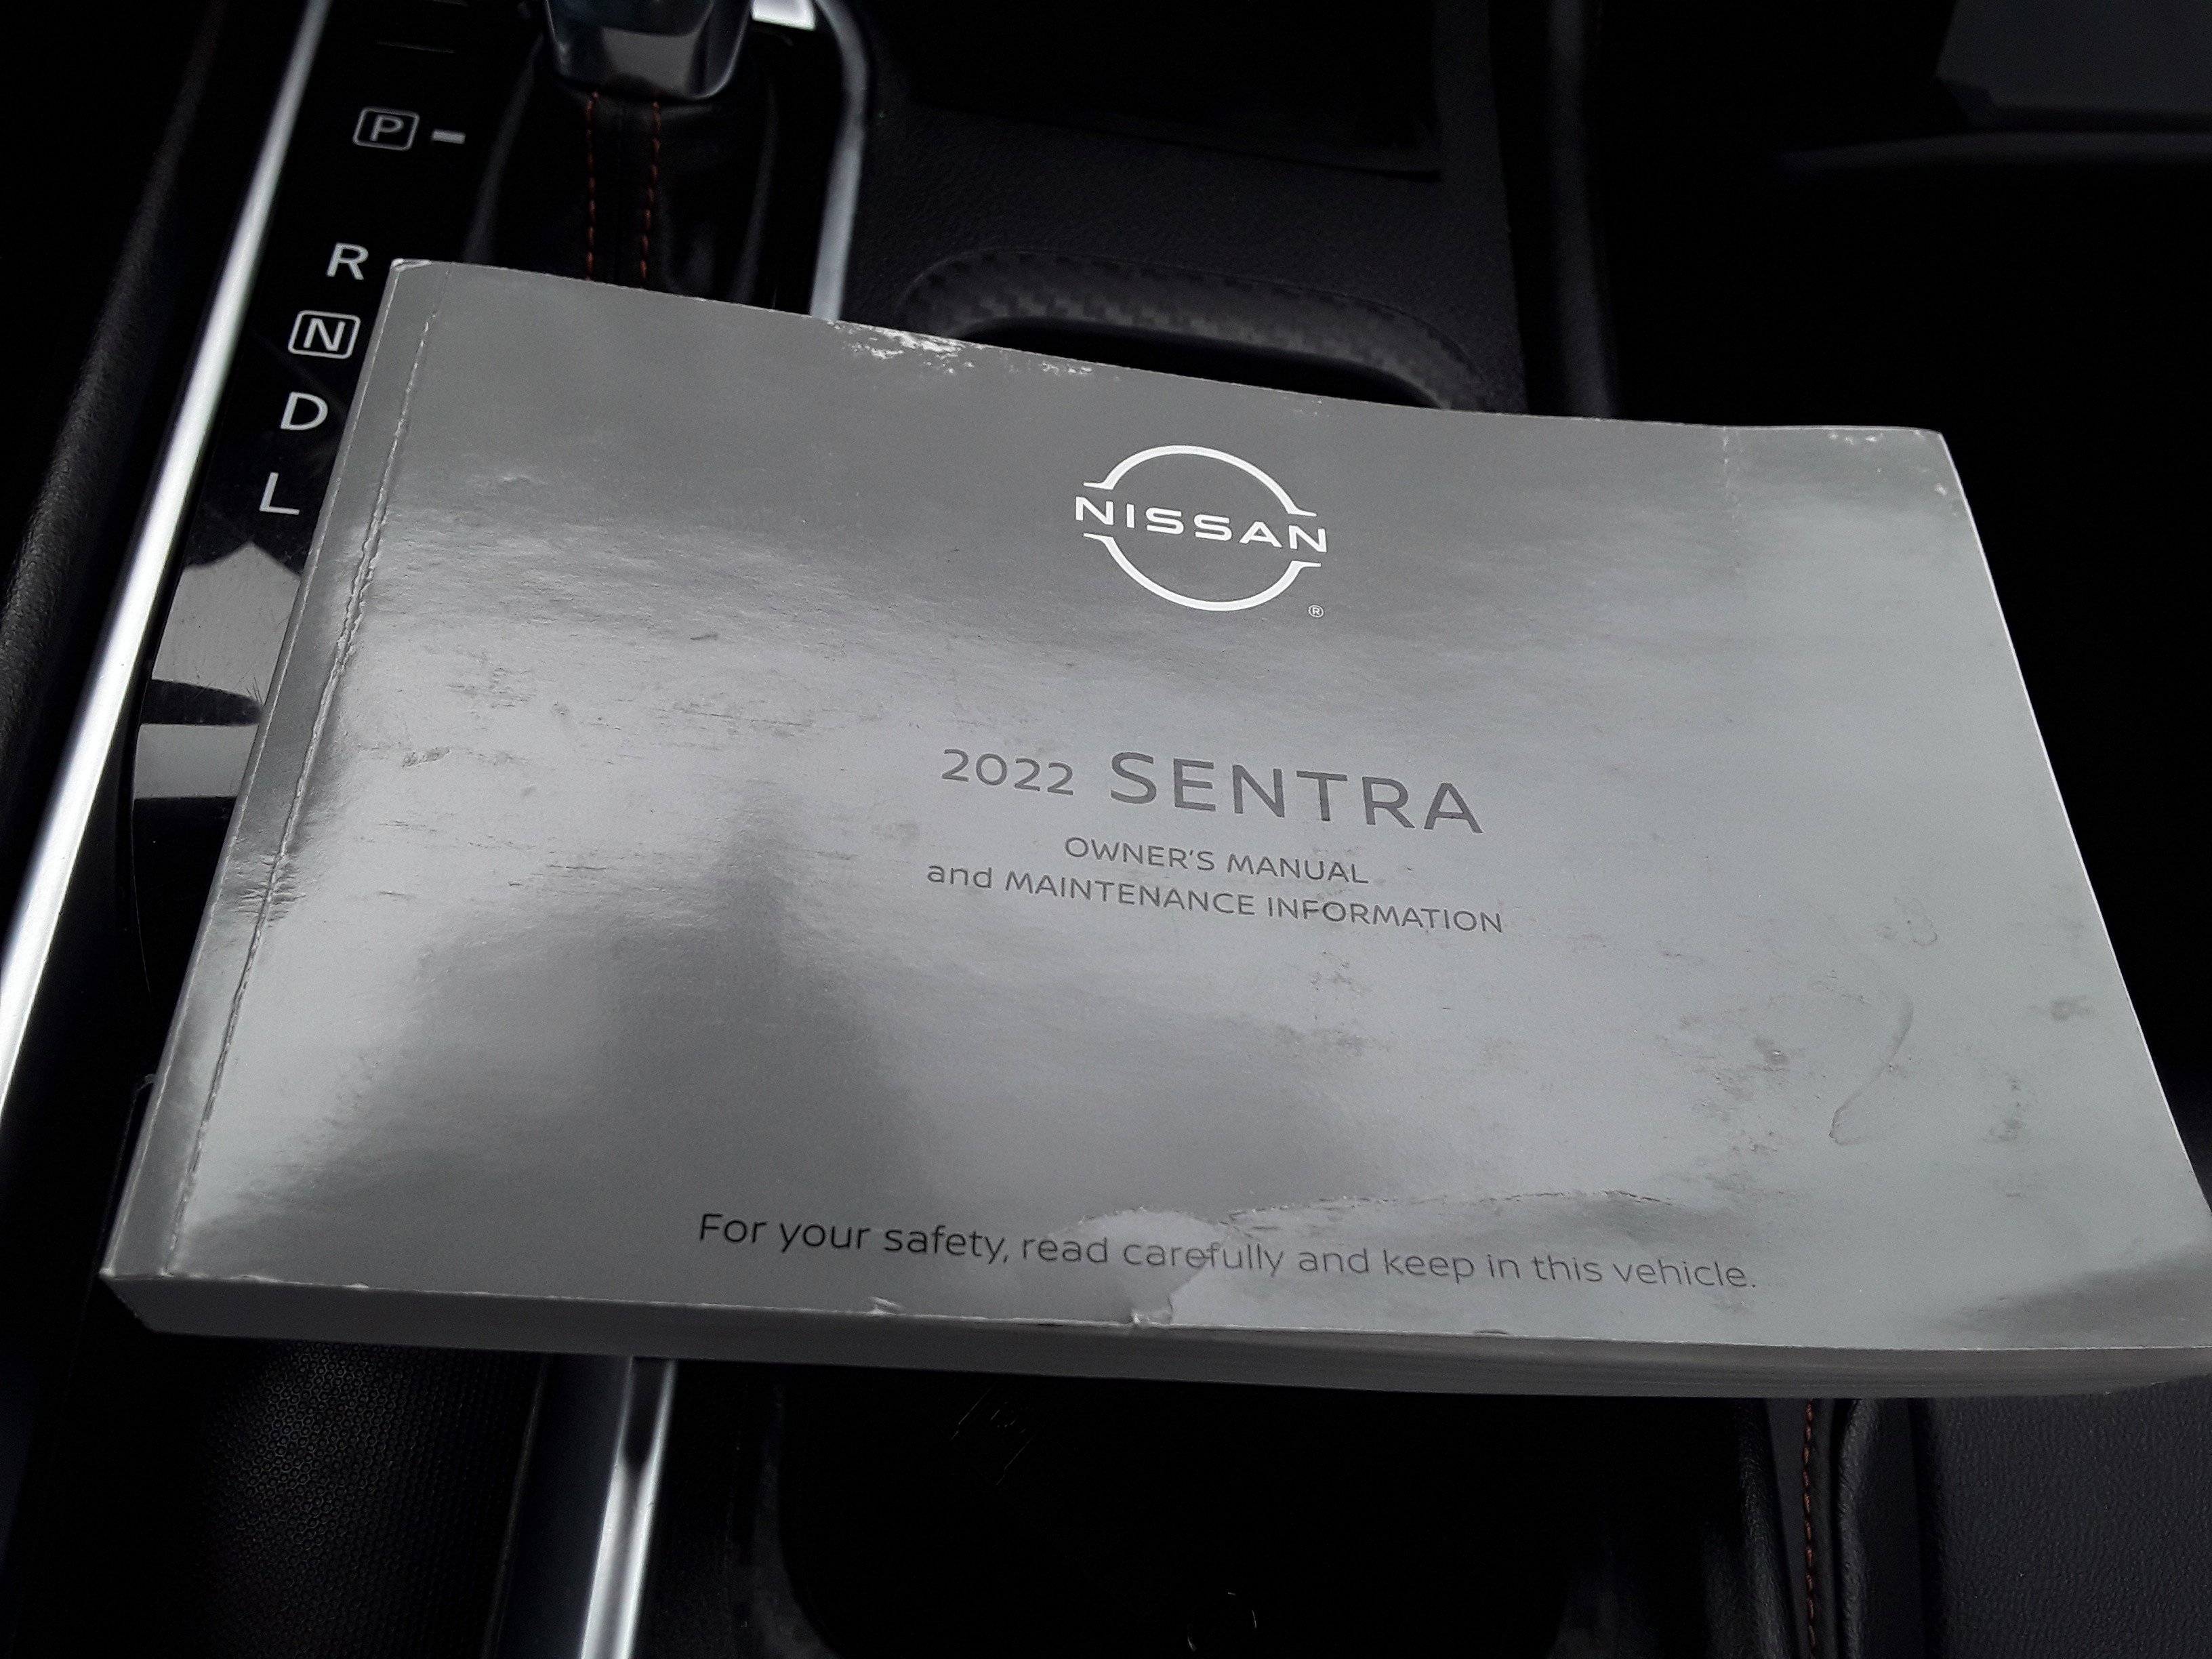 P
R
N
D
L
NISSAN
®
2022 SENTRA
OWNER'S MANUAL
and MAINTENANCE INFORMATION
For your safety, read carefully and keep in this vehicle.